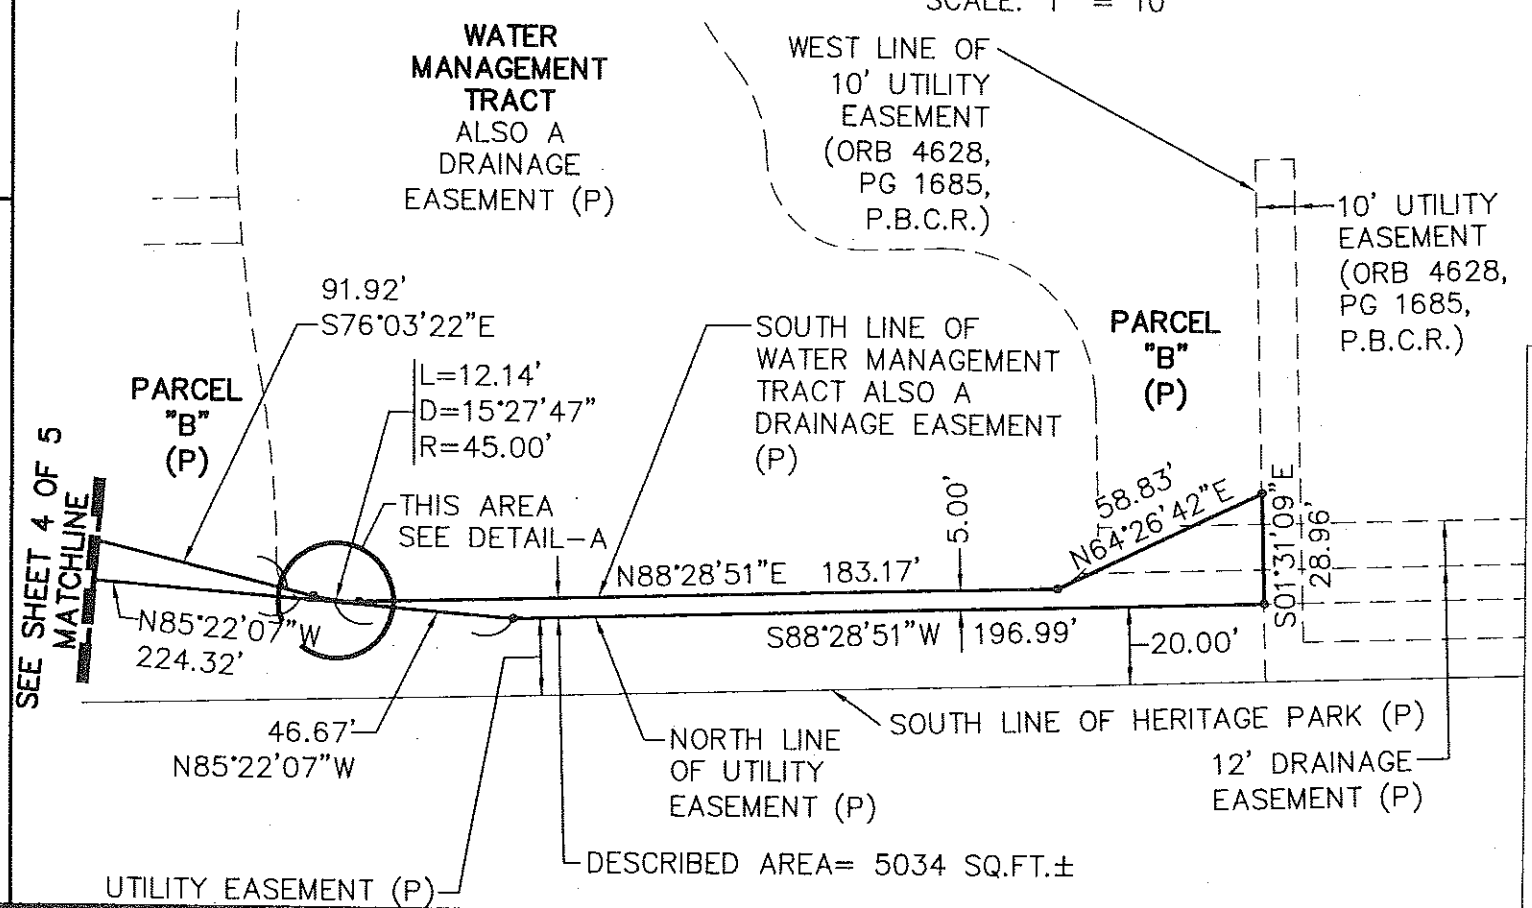 SCALE: 1" = 10'
WATER
MANAGEMENT
TRACT
ALSO A
DRAINAGE
EASEMENT (P)
WEST LINE OF
10' UTILITY
EASEMENT
(ORB 4628,
PG 1685,
P.B.C.R.)
10' UTILITY
EASEMENT
(ORB 4628,
PG 1685,
P.B.C.R.)
91.92'
S76°03'22"E
PARCEL
"B"
(P)
L=12.14'
D=15°27'47"
R=45.00'
SOUTH LINE OF
WATER MANAGEMENT
TRACT ALSO A
DRAINAGE EASEMENT
(P)
PARCEL
"B"
(P)
SEE SHEET 4 OF 5
MATCHLINE
THIS AREA
SEE DETAIL-A
5.00'
58.83'
N64°26'42"E
S01°31'09"E
28.96'
N88°28'51"E 183.17'
N85°22'07"W
224.32'
S88°28'51"W 196.99'
20.00'
46.67'
N85°22'07"W
NORTH LINE
OF UTILITY
EASEMENT (P)
SOUTH LINE OF HERITAGE PARK (P)
12' DRAINAGE
EASEMENT (P)
DESCRIBED AREA= 5034 SQ.FT.±
UTILITY EASEMENT (P)